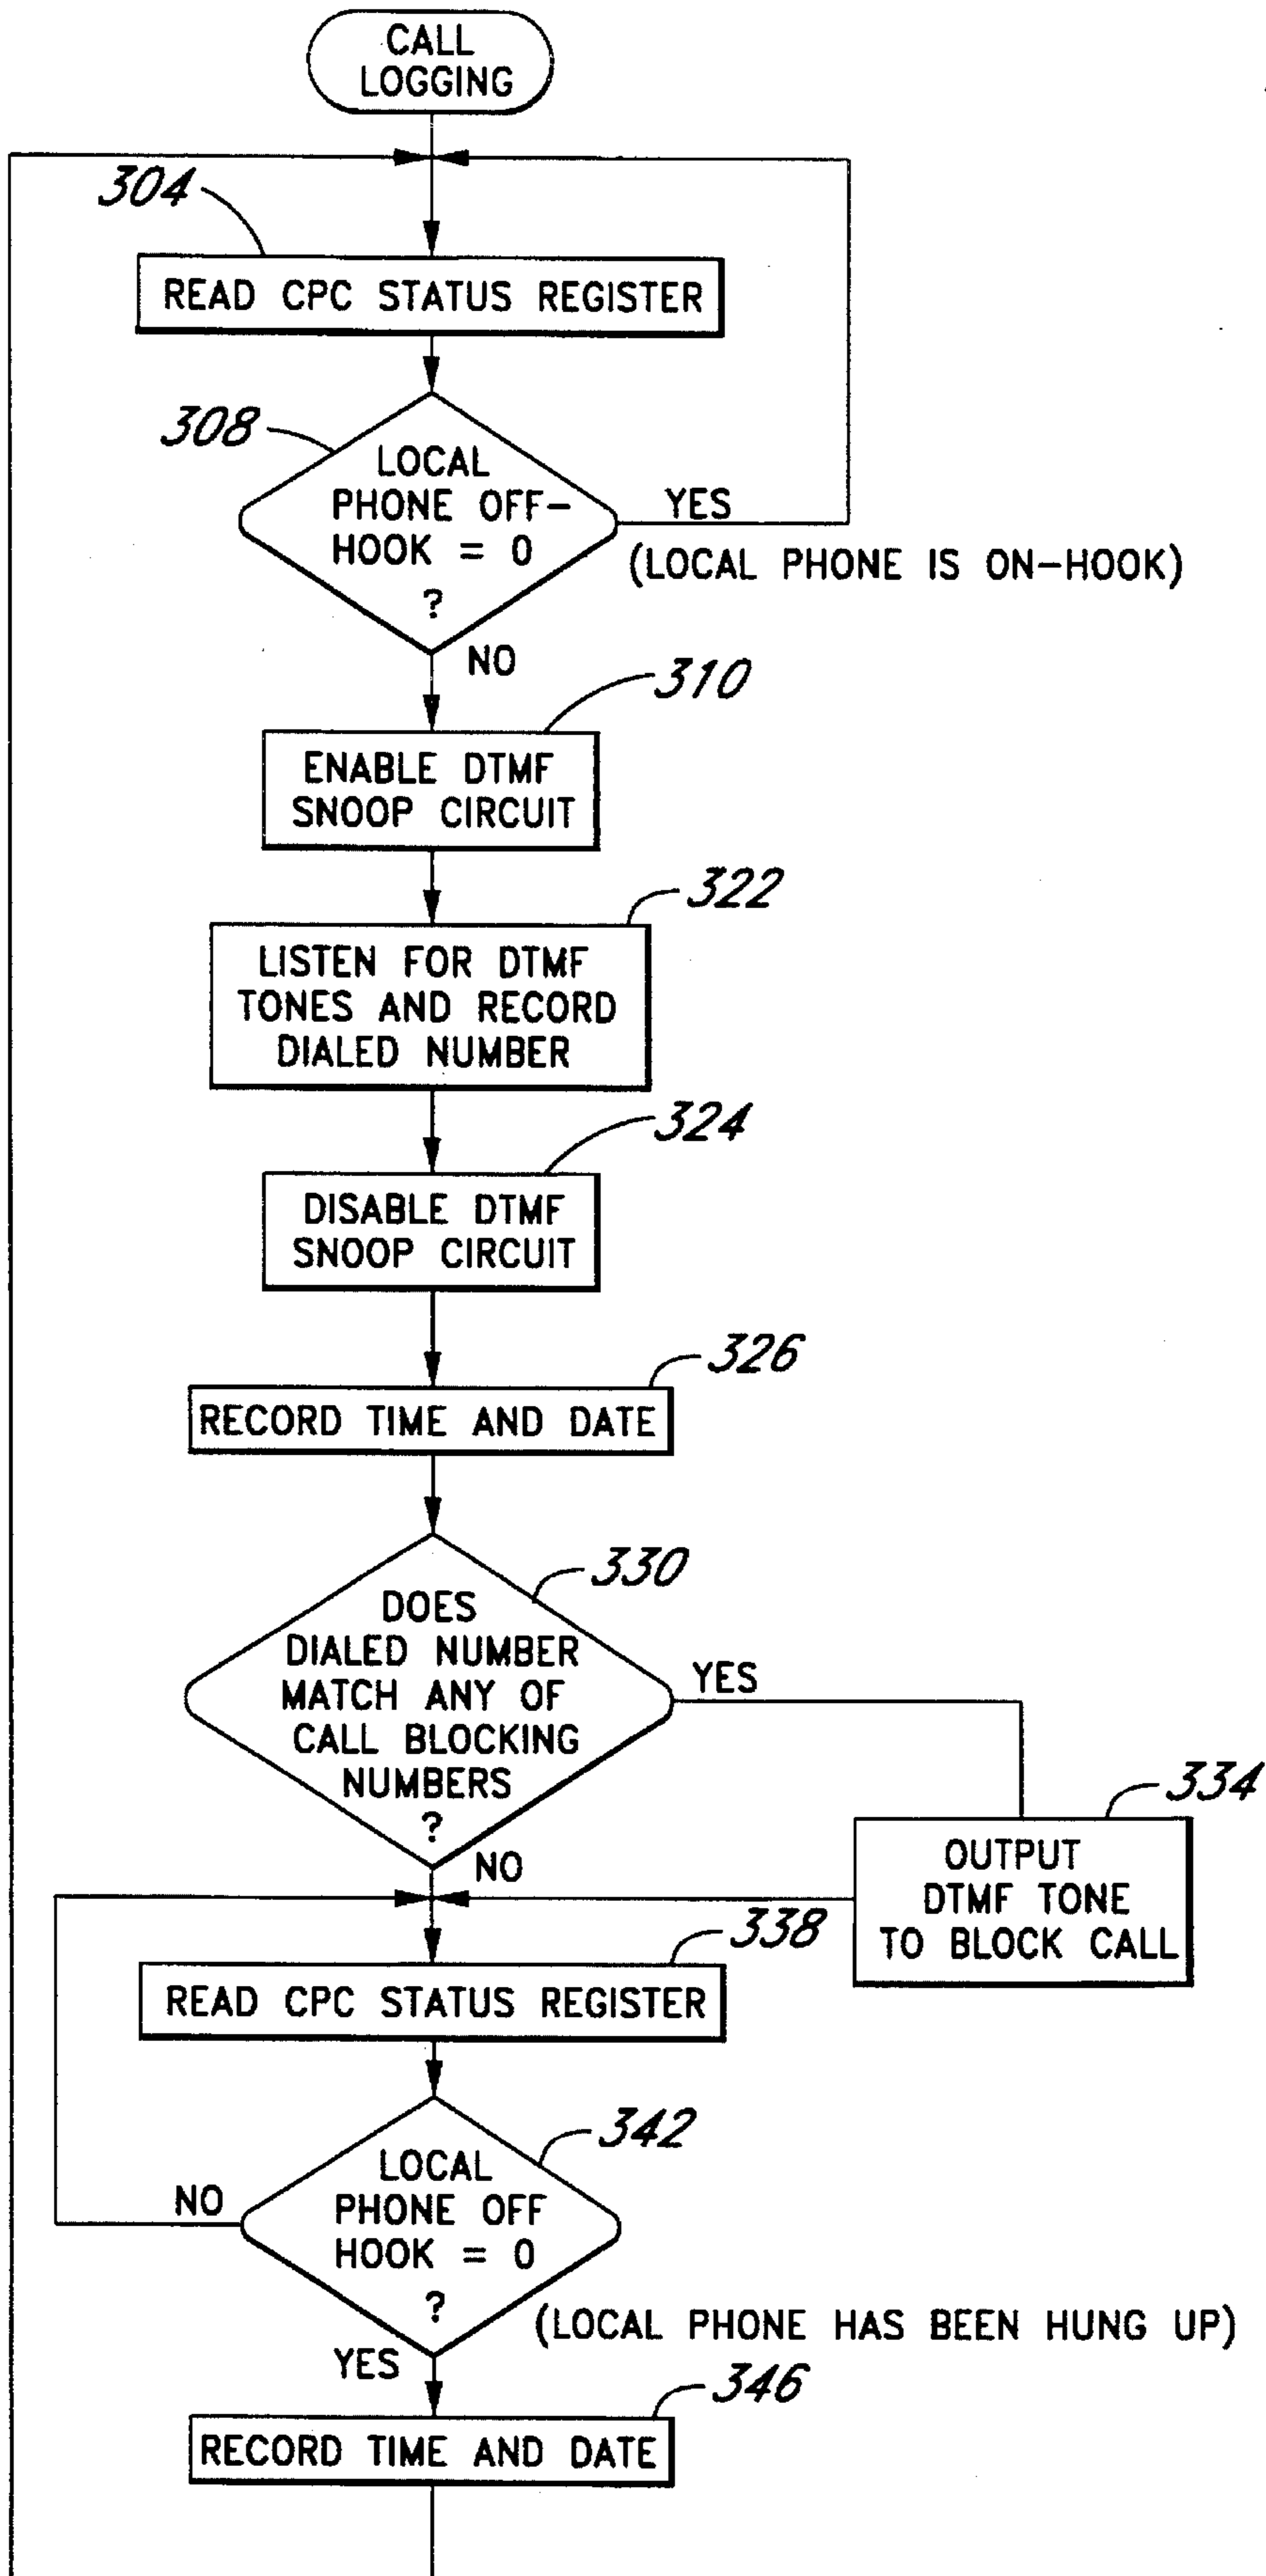 CALL
LOGGING
304
READ CPC STATUS REGISTER
308
LOCAL
PHONE OFF-
HOOK = 0
?
YES
(LOCAL PHONE IS ON-HOOK)
NO
310
ENABLE DTMF
SNOOP CIRCUIT
322
LISTEN FOR DTMF
TONES AND RECORD
DIALED NUMBER
324
DISABLE DTMF
SNOOP CIRCUIT
326
RECORD TIME AND DATE
330
DOES
DIALED NUMBER
MATCH ANY OF
CALL BLOCKING
NUMBERS
?
YES
334
OUTPUT
DTMF TONE
TO BLOCK CALL
NO
338
READ CPC STATUS REGISTER
342
LOCAL
PHONE OFF
HOOK = 0
?
NO
(LOCAL PHONE HAS BEEN HUNG UP)
YES
346
RECORD TIME AND DATE